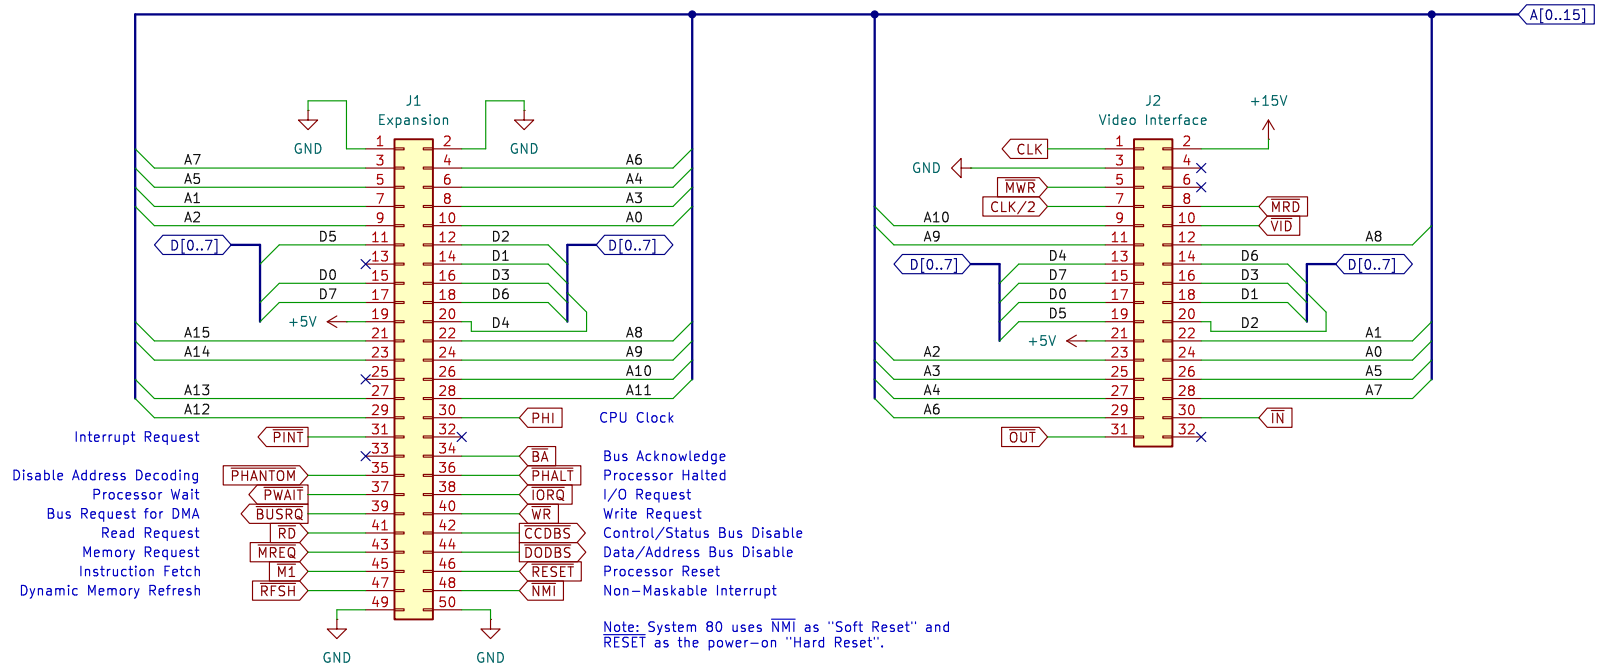 A[0..15]
J1
Expansion
GND
GND
1 2
A7 3 4 A6
A5 5 6 A4
A1 7 8 A3
A2 9 10 A0
D[0..7] D5 11 12 D2 D[0..7]
13 14 D1
D0 15 16 D3
D7 17 18 D6
+5V 19 20 D4
A15 21 22 A8
A14 23 24 A9
25 26 A10
A13 27 28 A11
A12 29 30 PHI CPU Clock
Interrupt Request PINT 31 32
33 34 BA Bus Acknowledge
Disable Address Decoding PHANTOM 35 36 PHALT Processor Halted
Processor Wait PWAIT 37 38 IORQ I/O Request
Bus Request for DMA BUSRQ 39 40 WR Write Request
Read Request RD 41 42 CCDBS Control/Status Bus Disable
Memory Request MREQ 43 44 DODBS Data/Address Bus Disable
Instruction Fetch M1 45 46 RESET Processor Reset
Dynamic Memory Refresh RFSH 47 48 NMI Non-Maskable Interrupt
49 50
GND GND
Note: System 80 uses NMI as "Soft Reset" and
RESET as the power-on "Hard Reset".
J2
Video Interface
+15V
CLK 1 2
GND 3 4
MWR 5 6
CLK/2 7 8 MRD
A10 9 10 VID
A9 11 12 A8
D[0..7] D4 13 14 D6 D[0..7]
D7 15 16 D3
D0 17 18 D1
D5 19 20 D2
+5V 21 22 A1
A2 23 24 A0
A3 25 26 A5
A4 27 28 A7
A6 29 30 IN
OUT 31 32